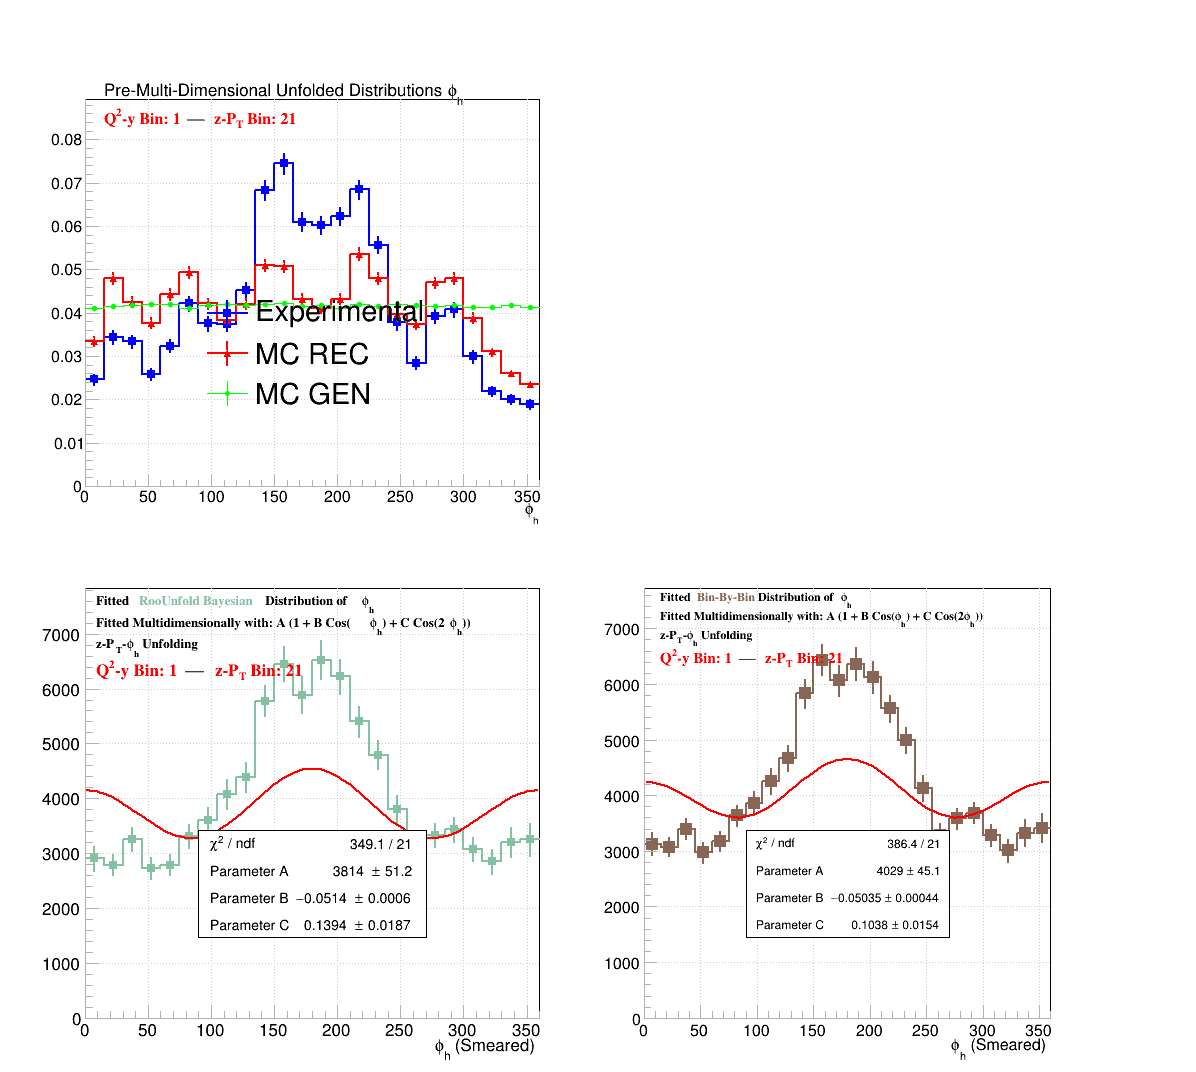 Pre-Multi-Dimensional Unfolded Distributions ϕh
Q²-y Bin: 1 — z-PT Bin: 21
0.08
0.07
0.06
0.05
0.04
0.03
0.02
0.01
0
Experimental
MC REC
MC GEN
0 50 100 150 200 250 300 350
ϕh
Fitted RooUnfold Bayesian Distribution of ϕh
Fitted Multidimensionally with: A (1 + B Cos( ϕh) + C Cos(2 ϕh))
z-PT-ϕh Unfolding
Q²-y Bin: 1 — z-PT Bin: 21
7000
6000
5000
4000
3000
2000
1000
0
χ² / ndf 349.1 / 21
Parameter A 3814 ± 51.2
Parameter B −0.0514 ± 0.0006
Parameter C 0.1394 ± 0.0187
0 50 100 150 200 250 300 350
ϕh (Smeared)
Fitted Bin-By-Bin Distribution of ϕh
Fitted Multidimensionally with: A (1 + B Cos(ϕh) + C Cos(2ϕh))
z-PT-ϕh Unfolding
Q²-y Bin: 1 — z-PT Bin: 21
7000
6000
5000
4000
3000
2000
1000
0
χ² / ndf 386.4 / 21
Parameter A 4029 ± 45.1
Parameter B −0.05035 ± 0.00044
Parameter C 0.1038 ± 0.0154
0 50 100 150 200 250 300 350
ϕh (Smeared)